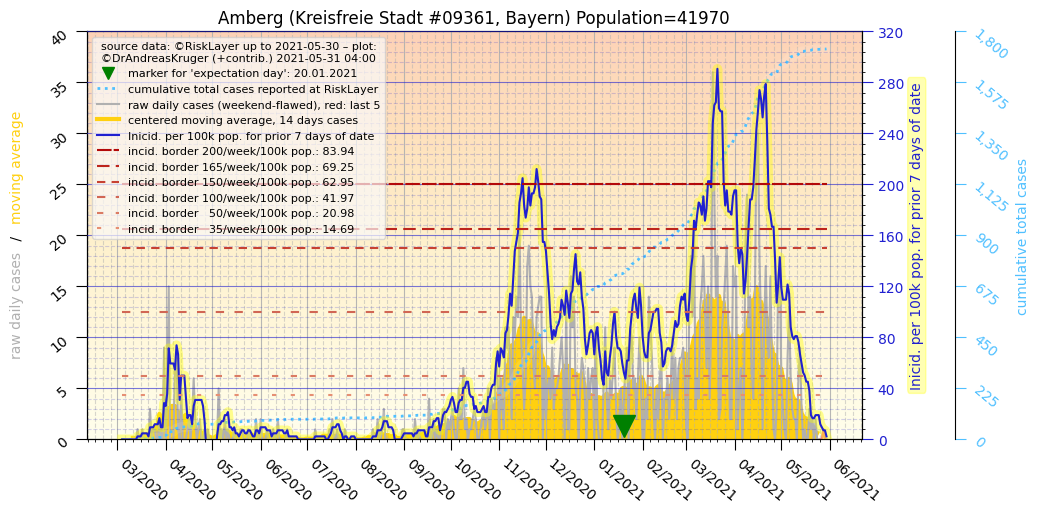 Amberg (Kreisfreie Stadt #09361, Bayern) Population=41970
source data: ©RiskLayer up to 2021-05-30 – plot:
©DrAndreasKruger (+contrib.) 2021-05-31 04:00
marker for 'expectation day': 20.01.2021
cumulative total cases reported at RiskLayer
raw daily cases (weekend-flawed), red: last 5
centered moving average, 14 days cases
Inicid. per 100k pop. for prior 7 days of date
incid. border 200/week/100k pop.: 83.94
incid. border 165/week/100k pop.: 69.25
incid. border 150/week/100k pop.: 62.95
incid. border 100/week/100k pop.: 41.97
incid. border   50/week/100k pop.: 20.98
incid. border   35/week/100k pop.: 14.69
raw daily cases   /   moving average
40
35
30
25
20
15
10
5
0
320
280
240
200
160
120
80
40
0
Inicid. per 100k pop. for prior 7 days of date
1,800
1,575
1,350
1,125
900
675
450
225
0
cumulative total cases
03/2020
04/2020
05/2020
06/2020
07/2020
08/2020
09/2020
10/2020
11/2020
12/2020
01/2021
02/2021
03/2021
04/2021
05/2021
06/2021